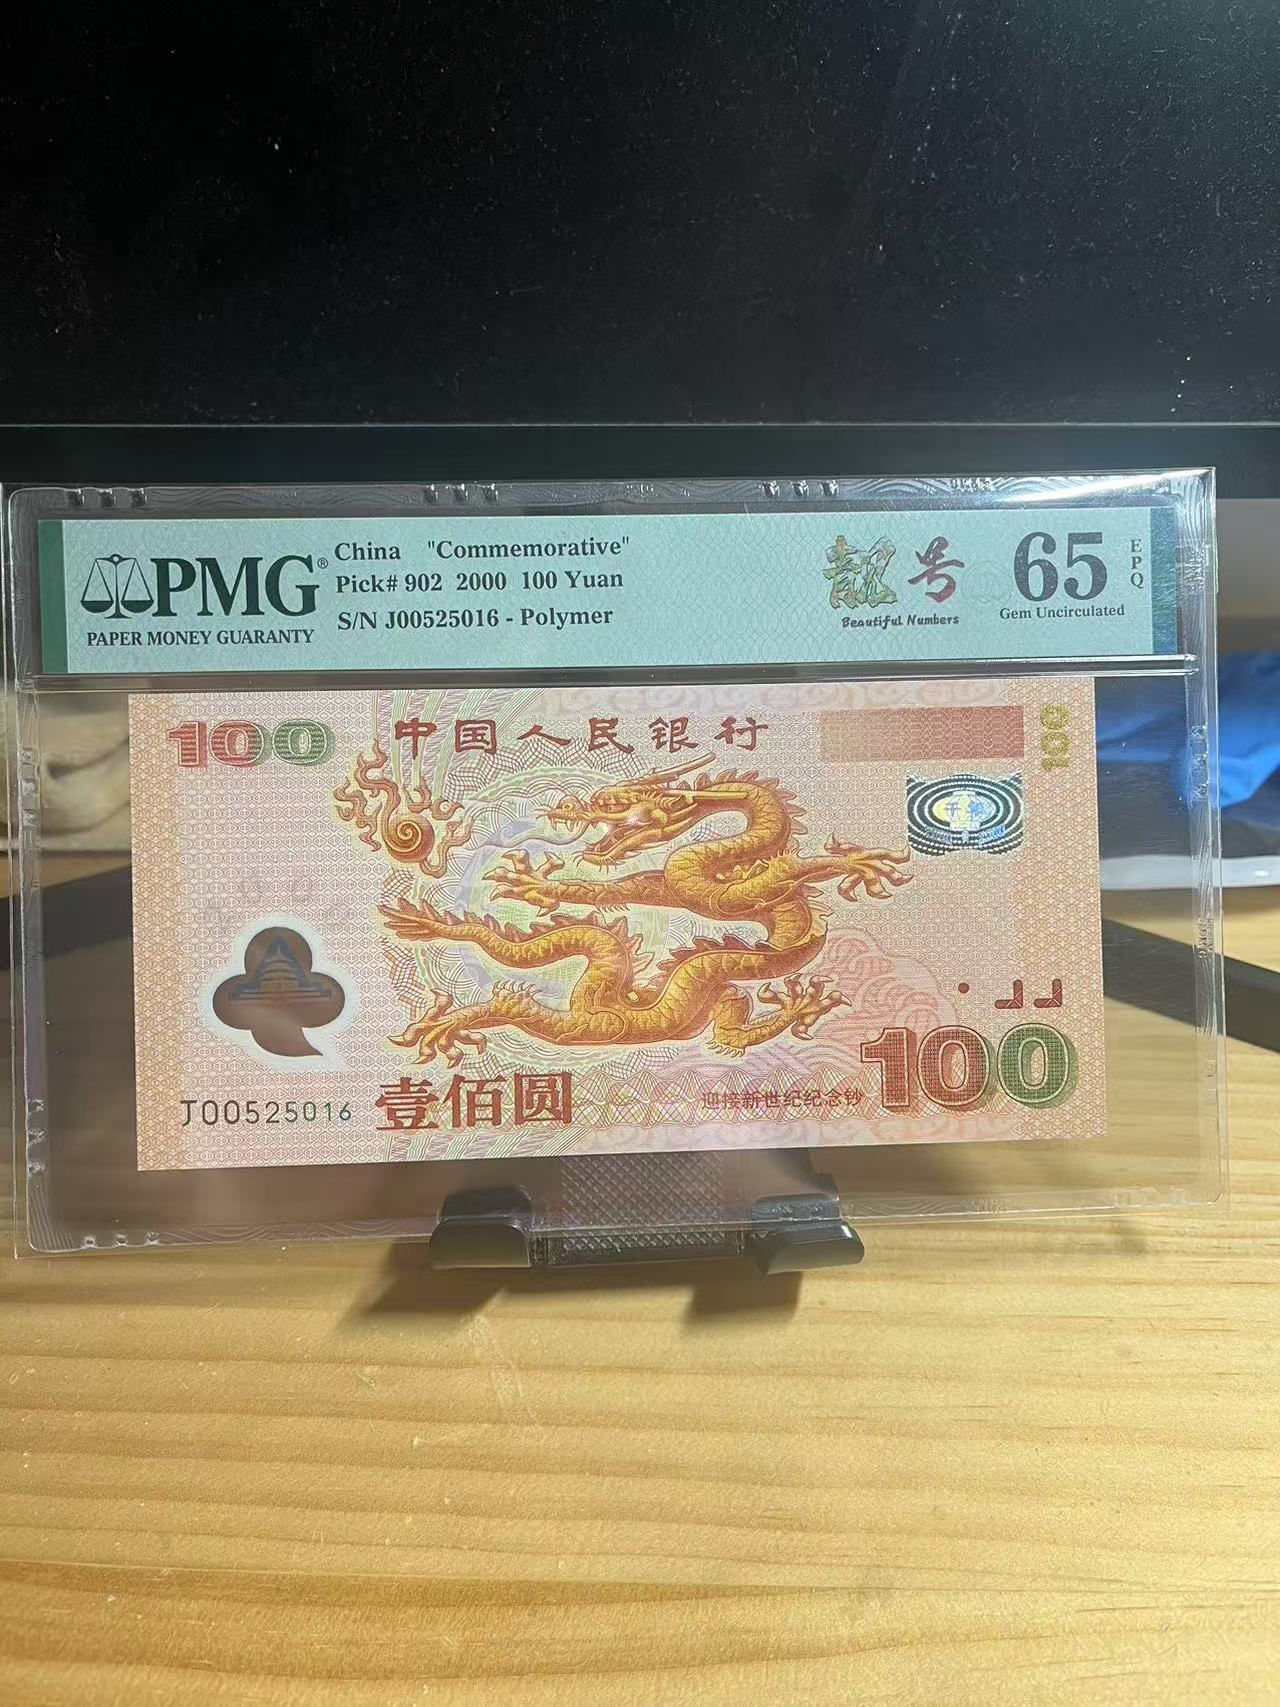 PMG®
PAPER MONEY GUARANTY
China "Commemorative"
Pick# 902 2000 100 Yuan
S/N J00525016 - Polymer
靓号
Beautiful Numbers
65
EPQ
Gem Uncirculated
100
中国人民银行
100
J00525016
壹佰圆
迎接新世纪纪念钞
100